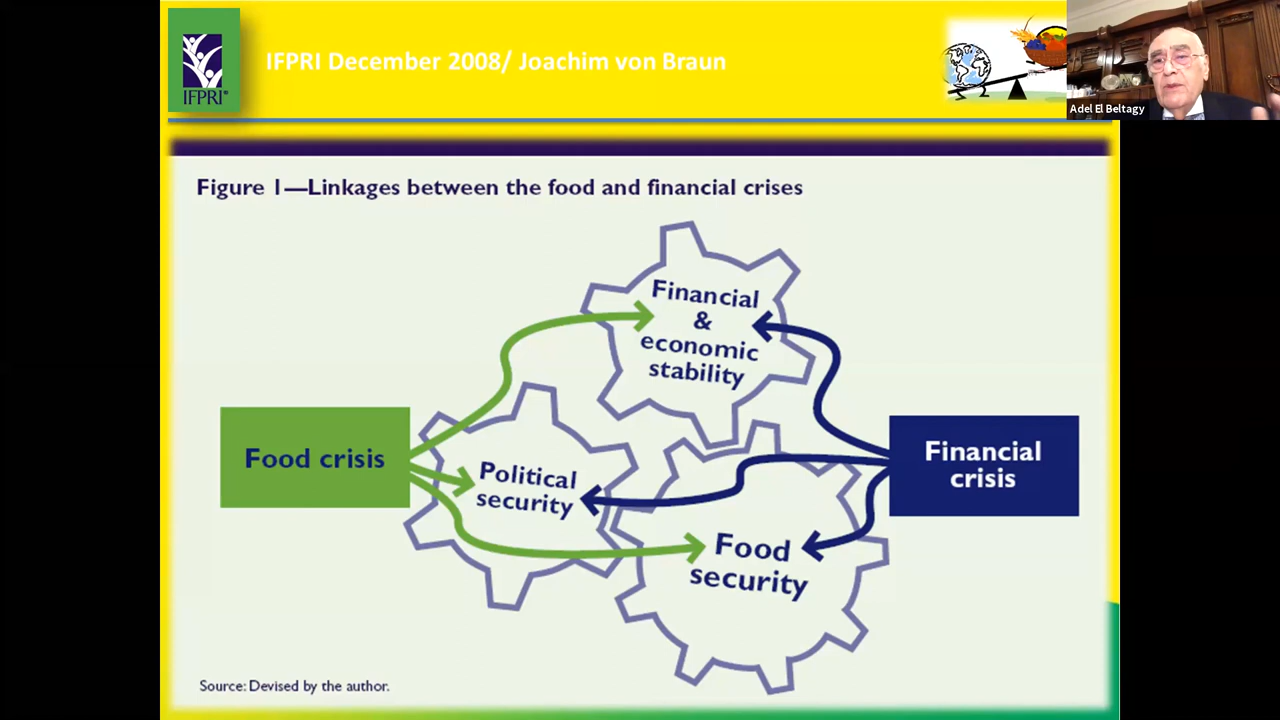 IFPRI®
IFPRI December 2008/ Joachim von Braun
Adel El Beltagy
Figure 1—Linkages between the food and financial crises
Financial
&
economic
stability
Food crisis
Political
security
Financial
crisis
Food
security
Source: Devised by the author.